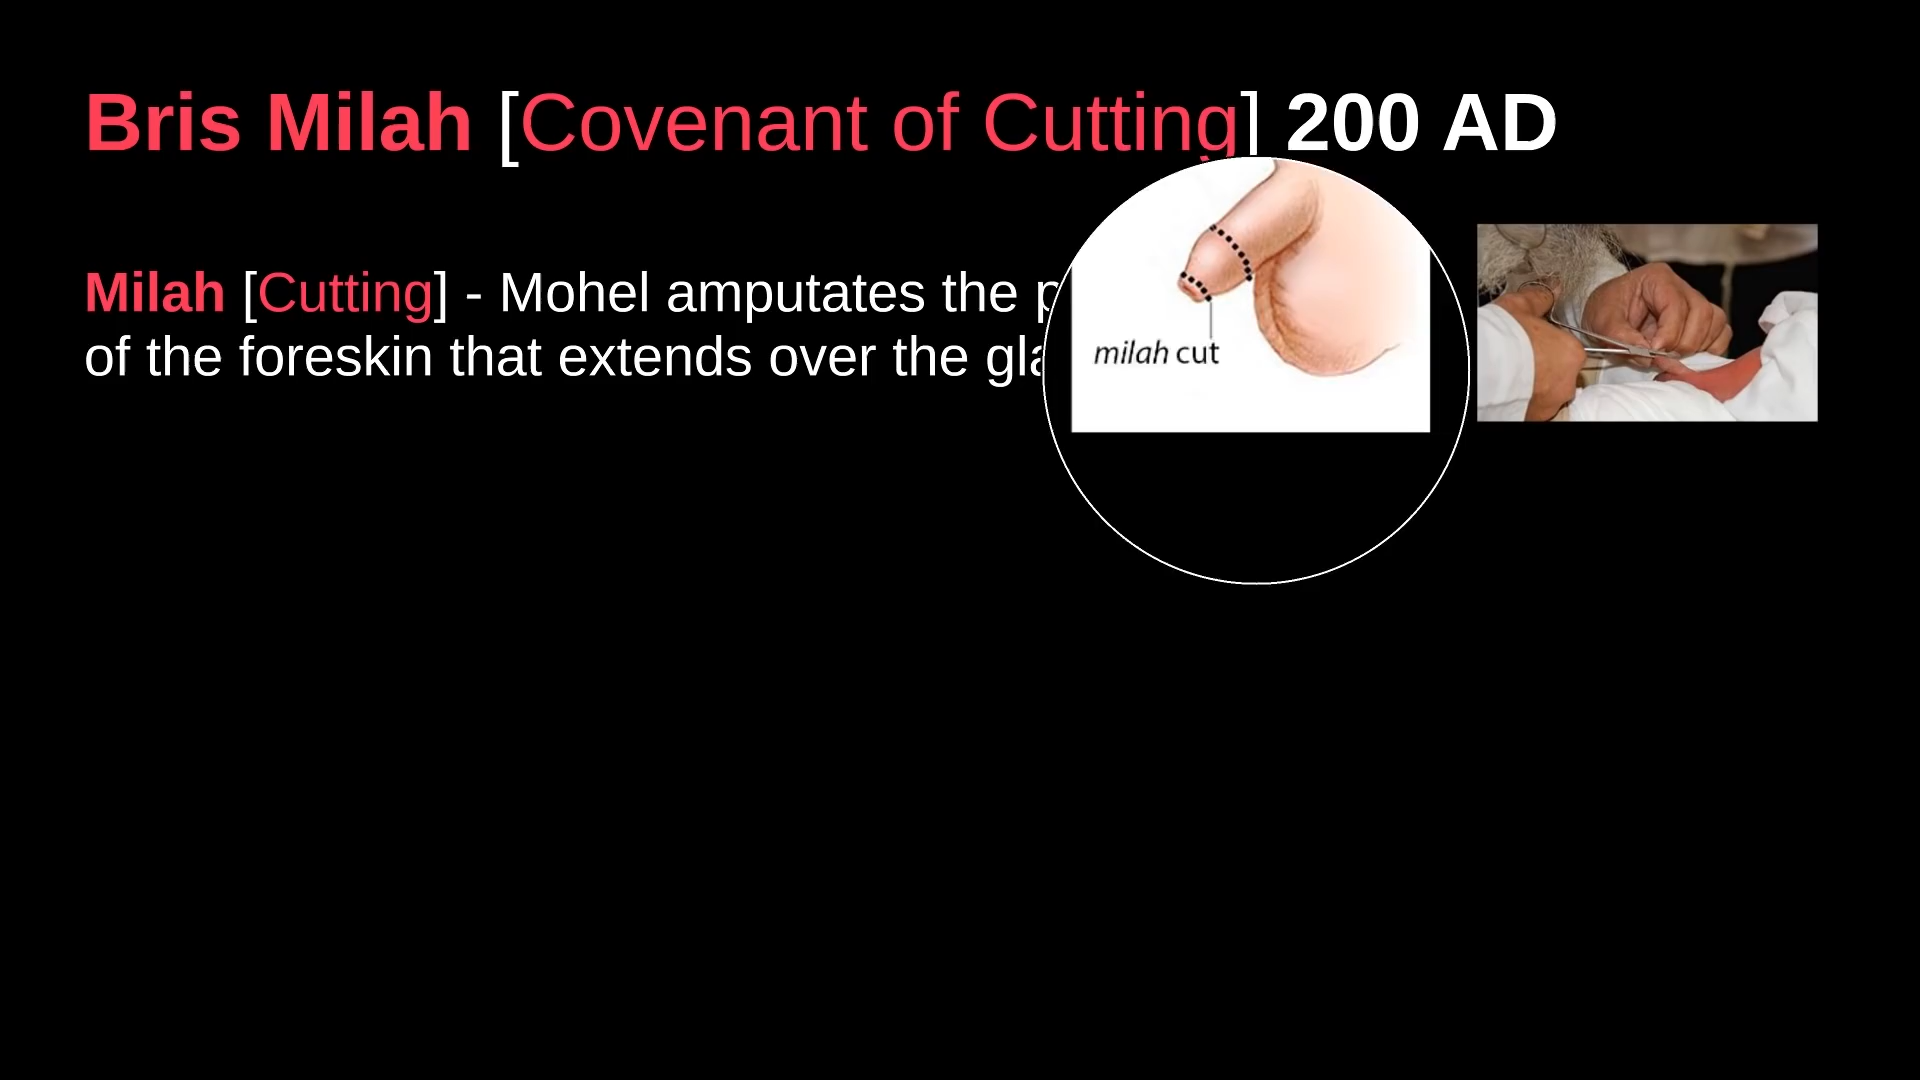 Bris Milah [Covenant of Cutting] 200 AD
Milah [Cutting] - Mohel amputates the
of the foreskin that extends over the
milah cut